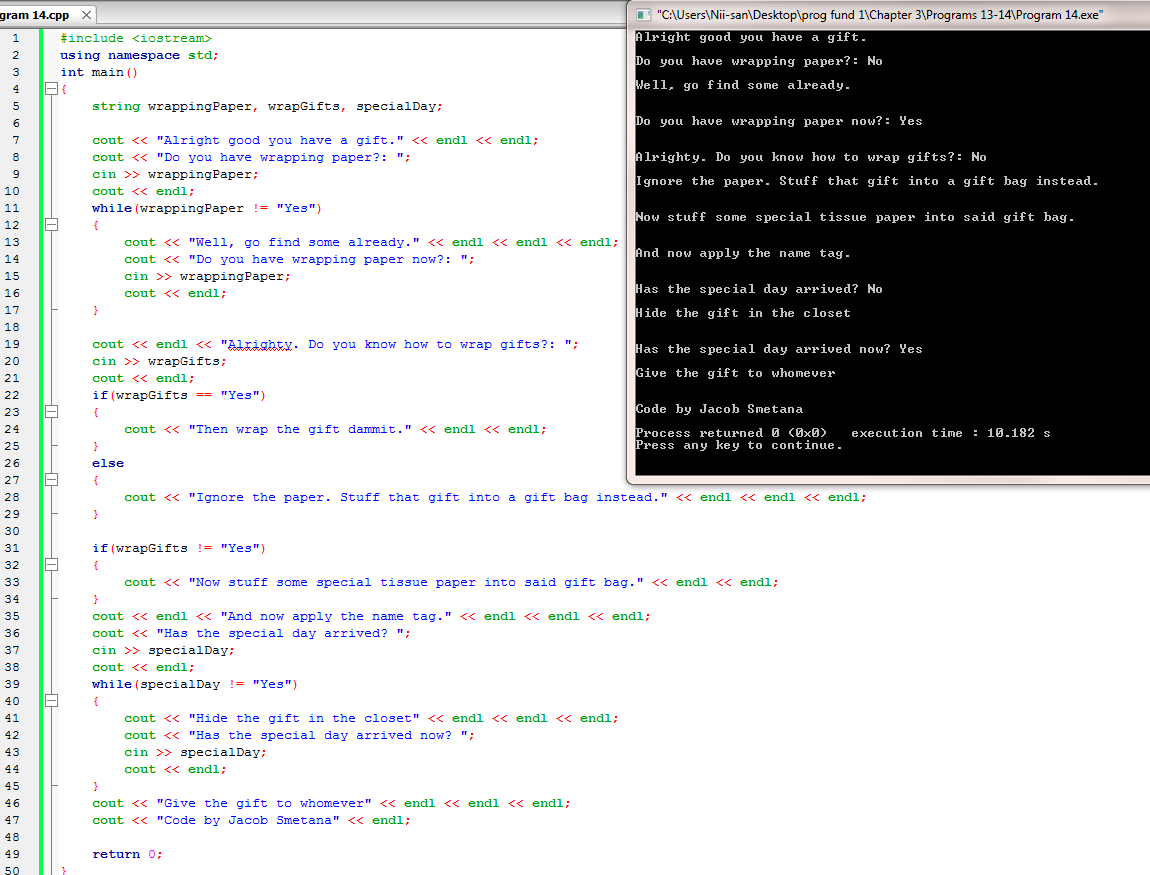 gram 14.cpp
1 #include <iostream>
2 using namespace std;
3 int main()
4 {
5 string wrappingPaper, wrapGifts, specialDay;
6
7 cout << "Alright good you have a gift." << endl << endl;
8 cout << "Do you have wrapping paper?: ";
9 cin >> wrappingPaper;
10 cout << endl;
11 while(wrappingPaper != "Yes")
12 {
13 cout << "Well, go find some already." << endl << endl << endl;
14 cout << "Do you have wrapping paper now?: ";
15 cin >> wrappingPaper;
16 cout << endl;
17 }
18
19 cout << endl << "Alrighty. Do you know how to wrap gifts?: ";
20 cin >> wrapGifts;
21 cout << endl;
22 if(wrapGifts == "Yes")
23 {
24 cout << "Then wrap the gift dammit." << endl << endl;
25 }
26 else
27 {
28 cout << "Ignore the paper. Stuff that gift into a gift bag instead." << endl << endl << endl;
29 }
30
31 if(wrapGifts != "Yes")
32 {
33 cout << "Now stuff some special tissue paper into said gift bag." << endl << endl;
34 }
35 cout << endl << "And now apply the name tag." << endl << endl << endl;
36 cout << "Has the special day arrived? ";
37 cin >> specialDay;
38 cout << endl;
39 while(specialDay != "Yes")
40 {
41 cout << "Hide the gift in the closet" << endl << endl << endl;
42 cout << "Has the special day arrived now? ";
43 cin >> specialDay;
44 cout << endl;
45 }
46 cout << "Give the gift to whomever" << endl << endl << endl;
47 cout << "Code by Jacob Smetana" << endl;
48
49 return 0;
50 }
"C:\Users\Nii-san\Desktop\prog fund 1\Chapter 3\Programs 13-14\Program 14.exe"
Alright good you have a gift.
Do you have wrapping paper?: No
Well, go find some already.
Do you have wrapping paper now?: Yes
Alrighty. Do you know how to wrap gifts?: No
Ignore the paper. Stuff that gift into a gift bag instead.
Now stuff some special tissue paper into said gift bag.
And now apply the name tag.
Has the special day arrived? No
Hide the gift in the closet
Has the special day arrived now? Yes
Give the gift to whomever
Code by Jacob Smetana
Process returned 0 (0x0) execution time : 10.182 s
Press any key to continue.